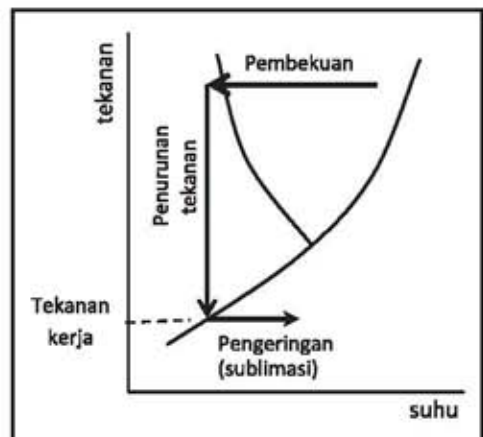 tekanan
Pembekuan
Penurunan
tekanan
Tekanan
kerja
Pengeringan
(sublimasi)
suhu